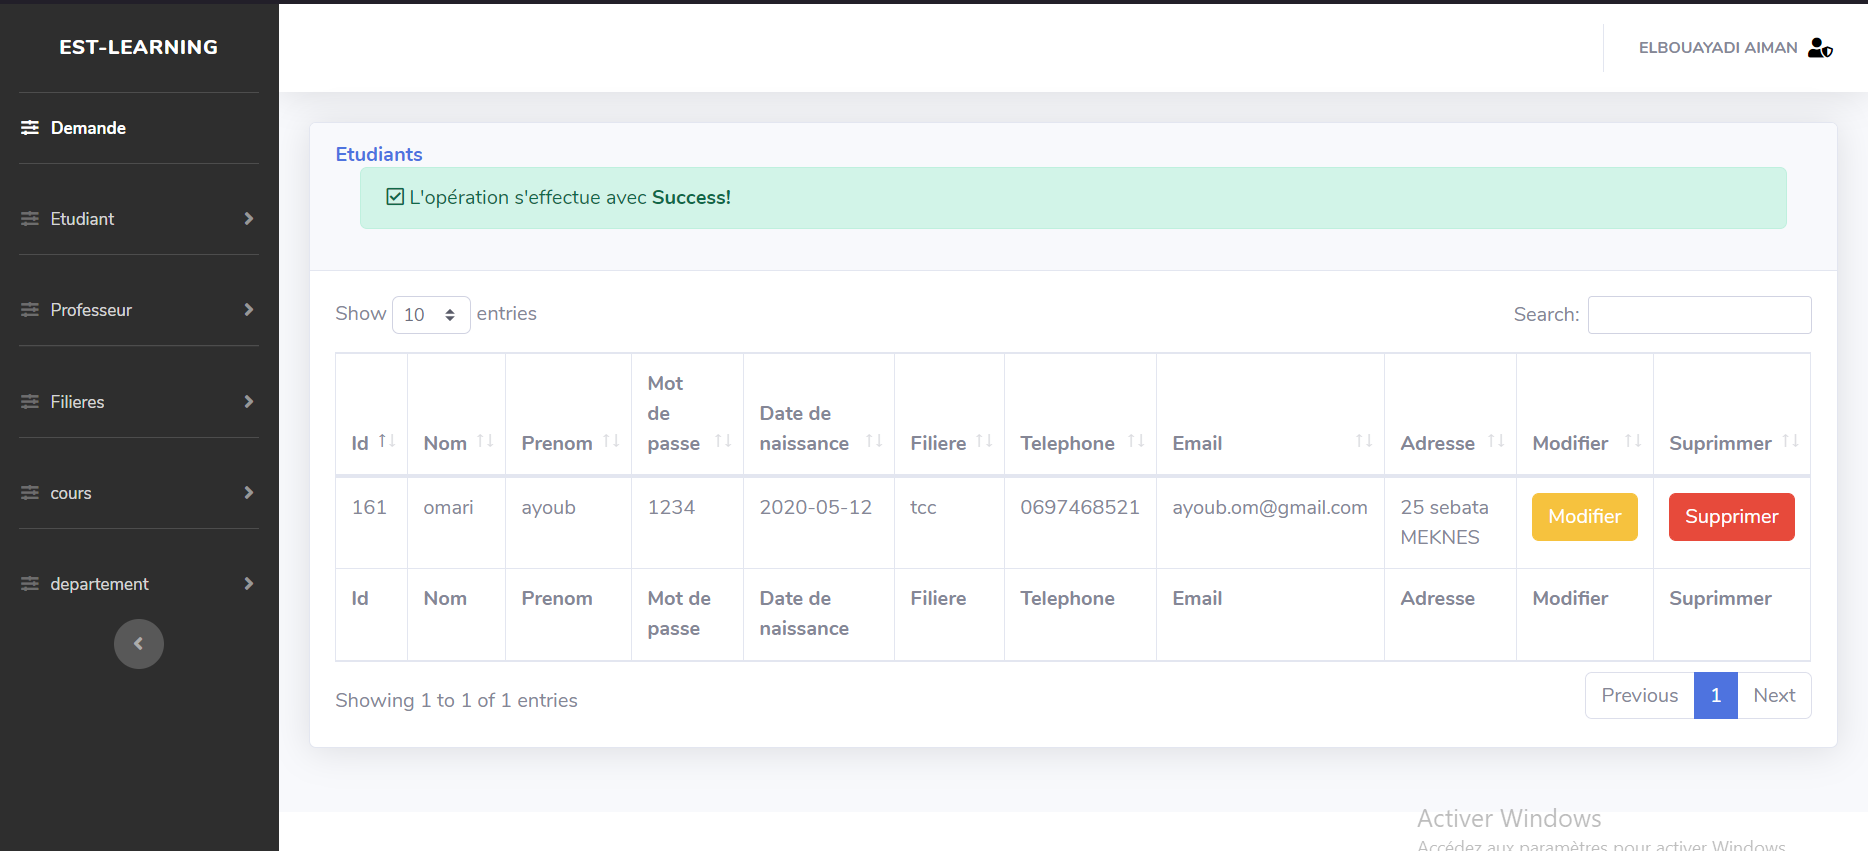 EST-LEARNING
ELBOUAYADI AIMAN
Demande
Etudiant
Professeur
Filieres
cours
departement
Etudiants
L'opération s'effectue avec Success!
Show 10 entries
Search:
Id Nom Prenom Mot de passe Date de naissance Filiere Telephone Email Adresse Modifier Suprimmer
161 omari ayoub 1234 2020-05-12 tcc 0697468521 ayoub.om@gmail.com 25 sebata MEKNES Modifier Supprimer
Id Nom Prenom Mot de passe Date de naissance Filiere Telephone Email Adresse Modifier Suprimmer
Showing 1 to 1 of 1 entries
Previous 1 Next
Activer Windows
Accédez aux paramètres pour activer Windows